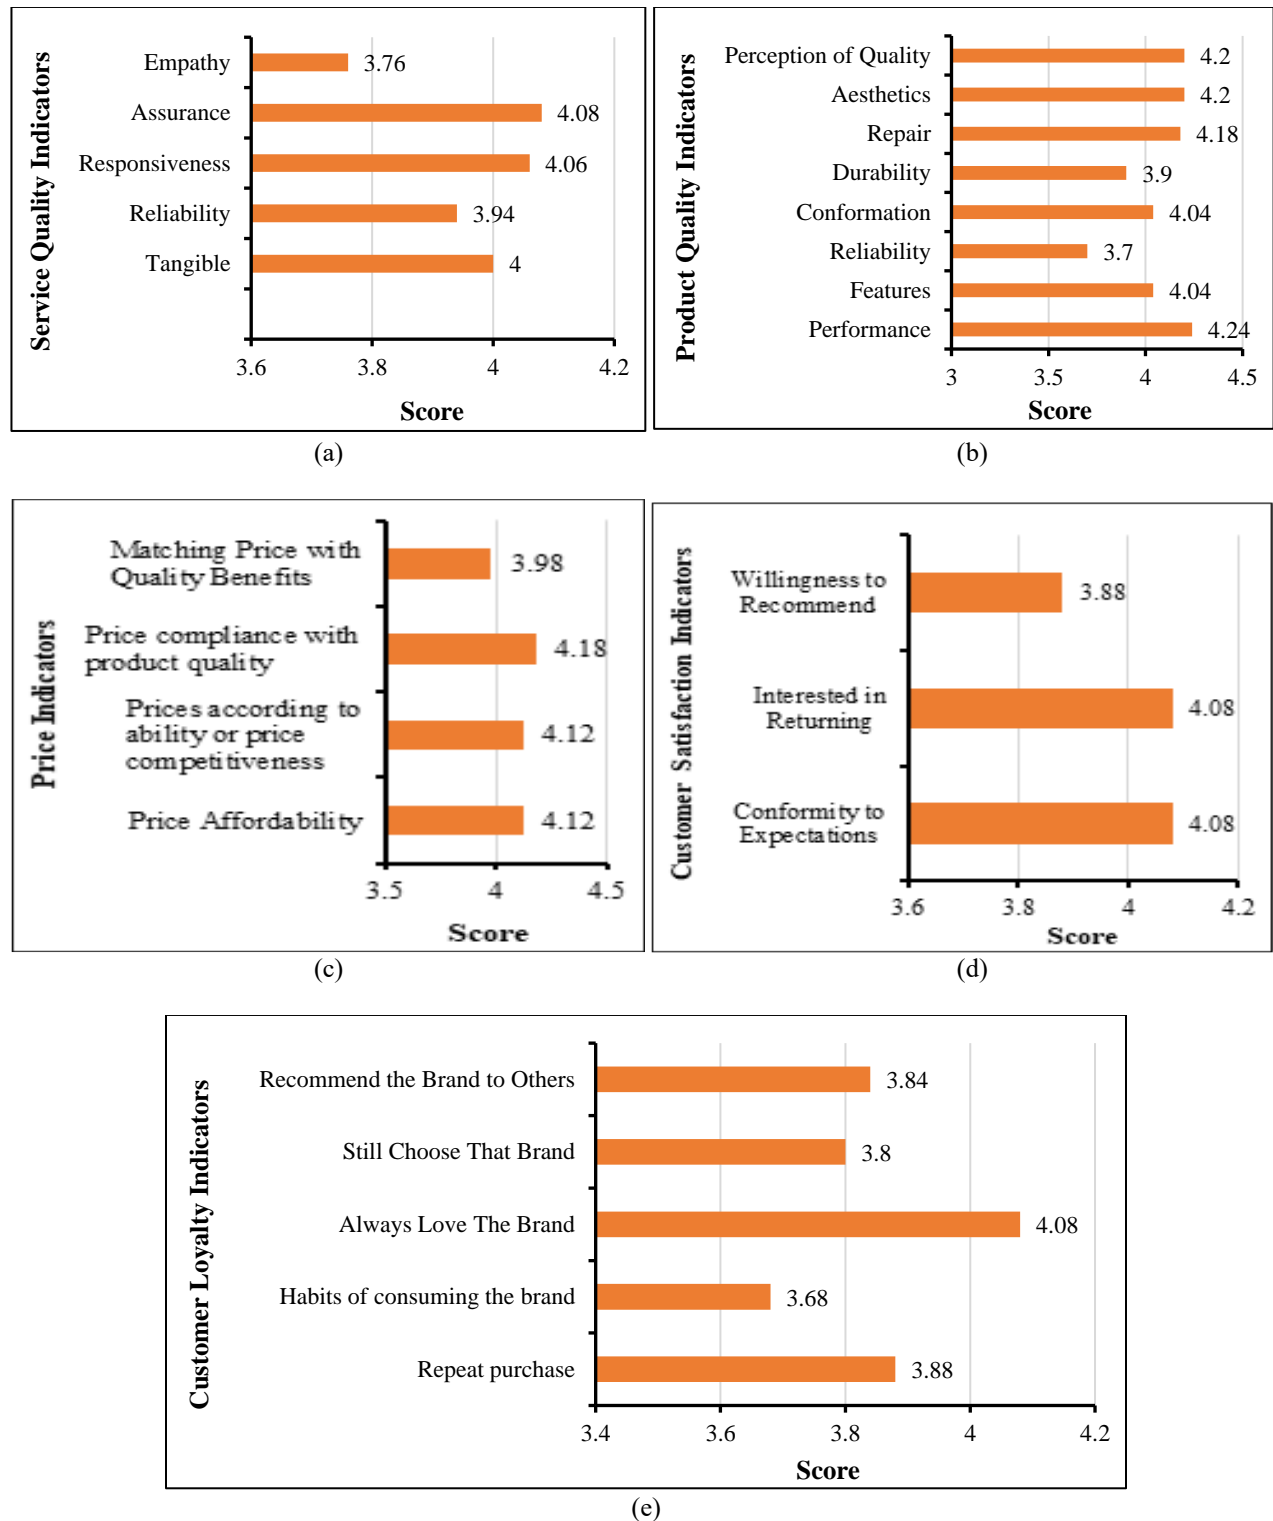 Service Quality Indicators
Empathy
3.76
Assurance
4.08
Responsiveness
4.06
Reliability
3.94
Tangible
4
3.6
3.8
4
4.2
Score
(a)
Product Quality Indicators
Perception of Quality
4.2
Aesthetics
4.2
Repair
4.18
Durability
3.9
Conformation
4.04
Reliability
3.7
Features
4.04
Performance
4.24
3
3.5
4
4.5
Score
(b)
Price Indicators
Matching Price with
Quality Benefits
3.98
Price compliance with
product quality
4.18
Prices according to
ability or price
competitiveness
4.12
Price Affordability
4.12
3.5
4
4.5
Score
(c)
Customer Satisfaction Indicators
Willingness to
Recommend
3.88
Interested in
Returning
4.08
Conformity to
Expectations
4.08
3.6
3.8
4
4.2
Score
(d)
Customer Loyalty Indicators
Recommend the Brand to Others
3.84
Still Choose That Brand
3.8
Always Love The Brand
4.08
Habits of consuming the brand
3.68
Repeat purchase
3.88
3.4
3.6
3.8
4
4.2
Score
(e)